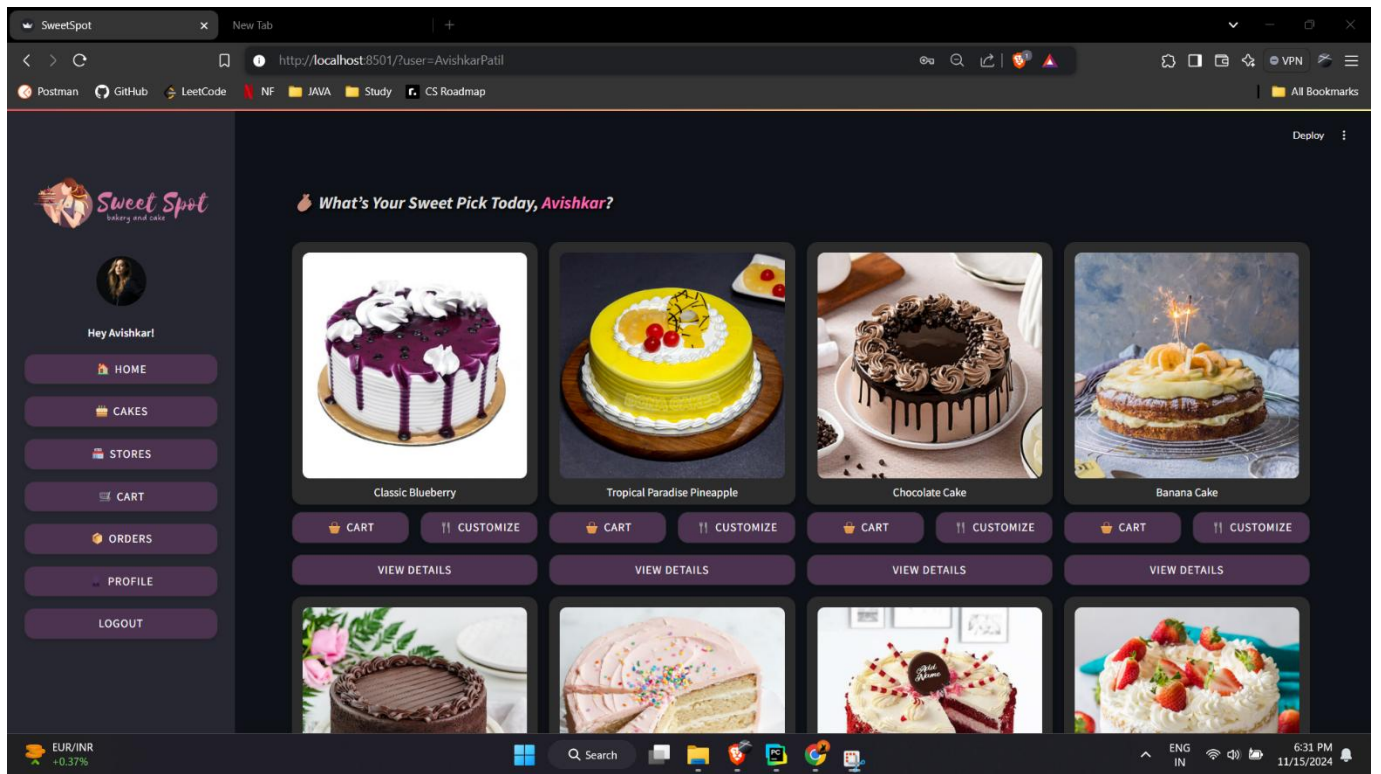 SweetSpot
New Tab
http://localhost:8501/?user=AvishkarPatil
VPN
Postman GitHub LeetCode NF JAVA Study CS Roadmap
All Bookmarks
Deploy
Sweet Spot
bakery and cake
Hey Avishkar!
HOME
CAKES
STORES
CART
ORDERS
PROFILE
LOGOUT
What's Your Sweet Pick Today, Avishkar?
Classic Blueberry
Tropical Paradise Pineapple
Chocolate Cake
Banana Cake
CART CUSTOMIZE CART CUSTOMIZE CART CUSTOMIZE CART CUSTOMIZE
VIEW DETAILS VIEW DETAILS VIEW DETAILS VIEW DETAILS
Add
Name
EUR/INR
+0.37%
Search
PC
ENG
IN
6:31 PM
11/15/2024